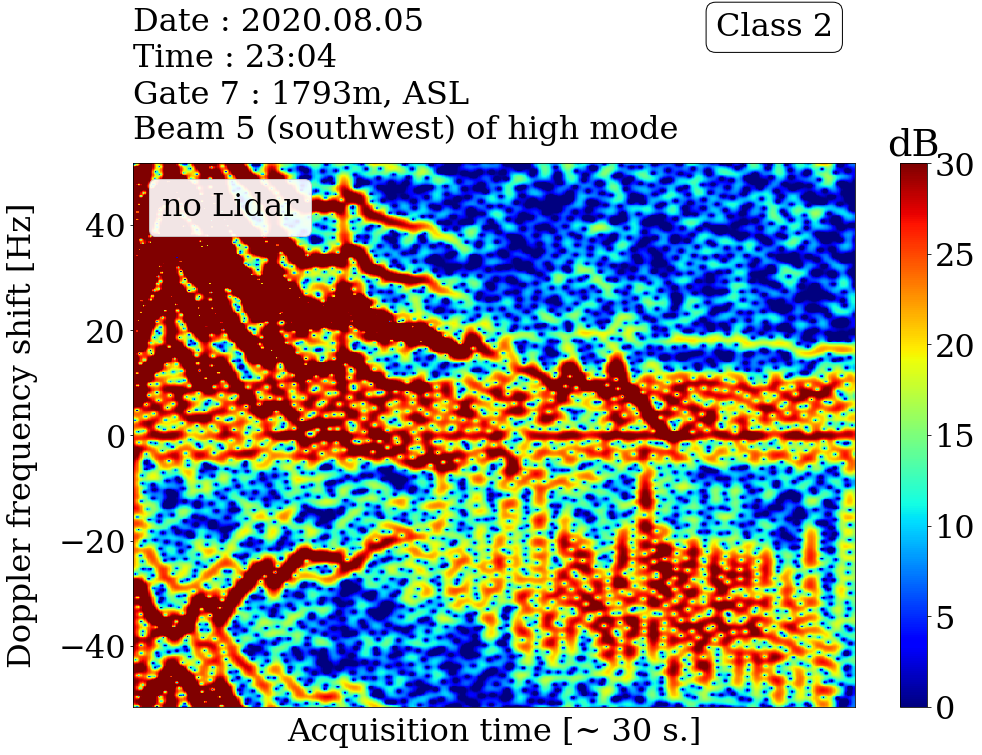 Date : 2020.08.05
Time : 23:04
Gate 7 : 1793m, ASL
Beam 5 (southwest) of high mode
Class 2
dB
no Lidar
Doppler frequency shift [Hz]
40
20
0
−20
−40
30
25
20
15
10
5
0
Acquisition time [~ 30 s.]